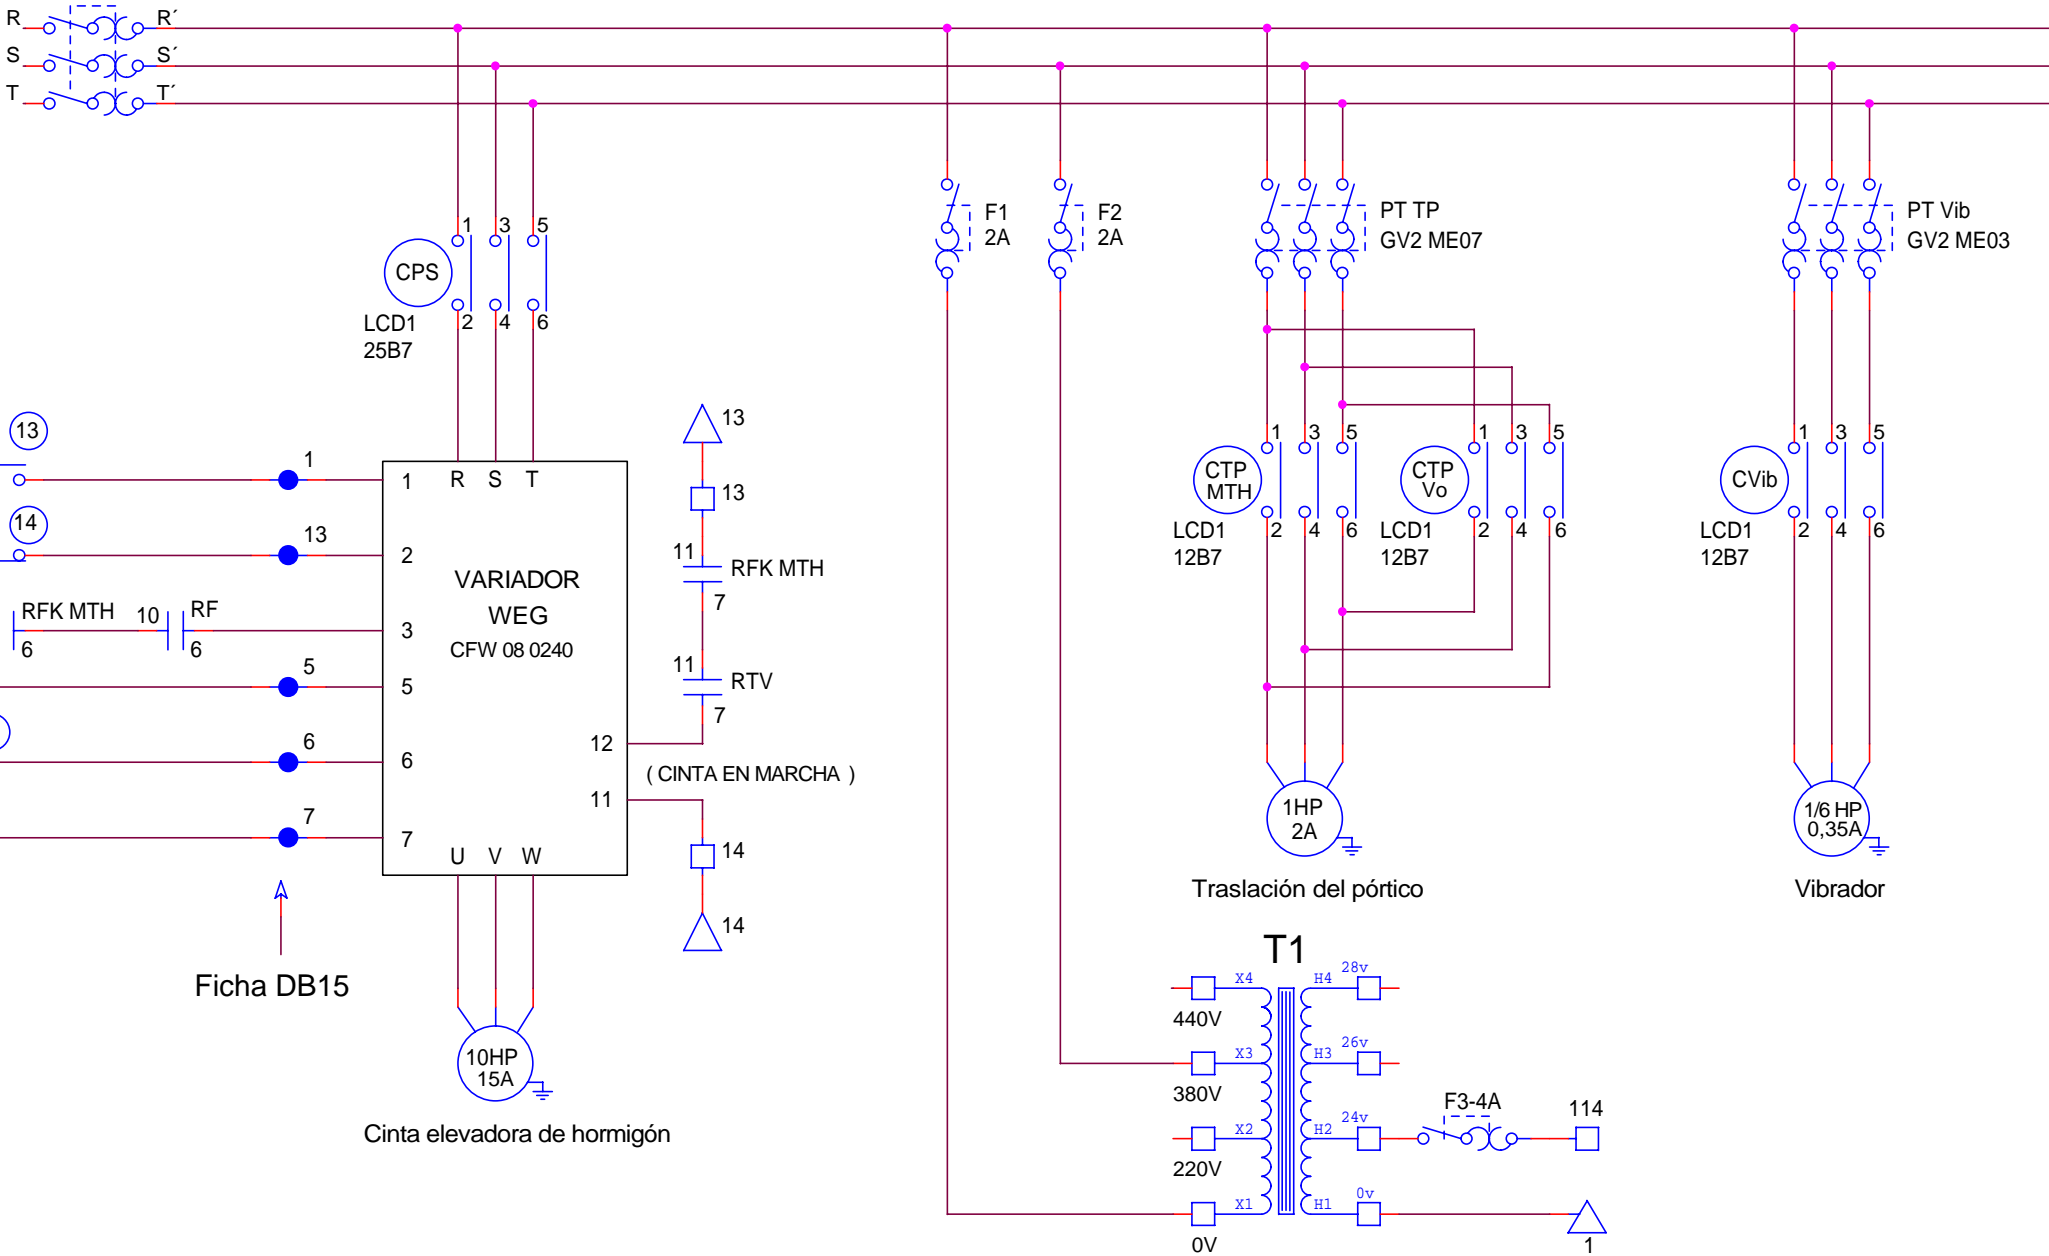 R
R´
S
S´
T
T´
F1
2A
F2
2A
PT TP
GV2 ME07
PT Vib
GV2 ME03
1
3
5
CPS
2
4
6
LCD1
25B7
13
14
1
13
RFK MTH
6
10
RF
6
5
6
7
1
2
3
5
6
7
R
S
T
VARIADOR
WEG
CFW 08 0240
12
11
U
V
W
13
13
11
RFK MTH
7
11
RTV
7
( CINTA EN MARCHA )
14
14
Ficha DB15
10HP
15A
Cinta elevadora de hormigón
1
3
5
CTP
MTH
2
4
6
LCD1
12B7
1
3
5
CTP
Vo
2
4
6
LCD1
12B7
1
3
5
CVib
2
4
6
LCD1
12B7
1HP
2A
Traslación del pórtico
1/6 HP
0,35A
Vibrador
T1
X4
H4
28v
440V
X3
H3
26v
380V
X2
H2
24v
220V
X1
H1
0v
0V
F3-4A
114
1